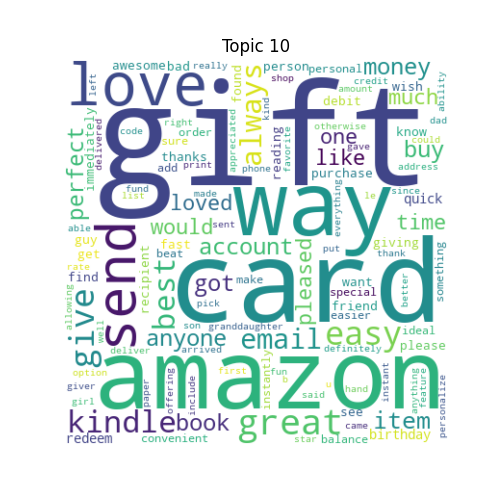 Topic 10
awesome bad really person personal shop credit wish
love always found kind debit amount money much
gift left delivered immediately perfect
code right order sure thanks add print reading appreciated phone favorite otherwise gave one like purchase know dad could address buy ability
fund list made loved way everything le since quick
able guy get fast beat sent would account put thank time
send rate find best recipient got make pleased want special friend giving something
card
give allowing well deliver pick son granddaughter anyone arrived email easier easy definitely better ideal please
option giver girl paper offering include amazon first instantly fun b said u hand instant came anything feature personalize
kindle book great see item
redeem convenient star balance birthday